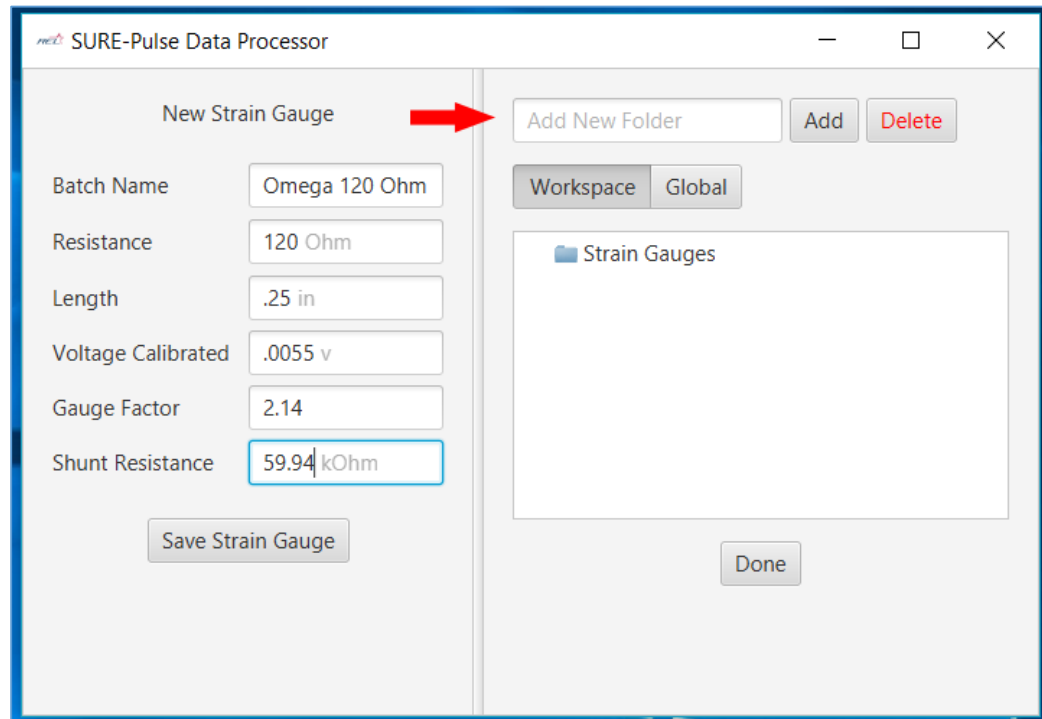 net SURE-Pulse Data Processor
New Strain Gauge
Batch Name Omega 120 Ohm
Resistance 120 Ohm
Length .25 in
Voltage Calibrated .0055 v
Gauge Factor 2.14
Shunt Resistance 59.94 kOhm
Save Strain Gauge
Add New Folder Add Delete
Workspace Global
Strain Gauges
Done